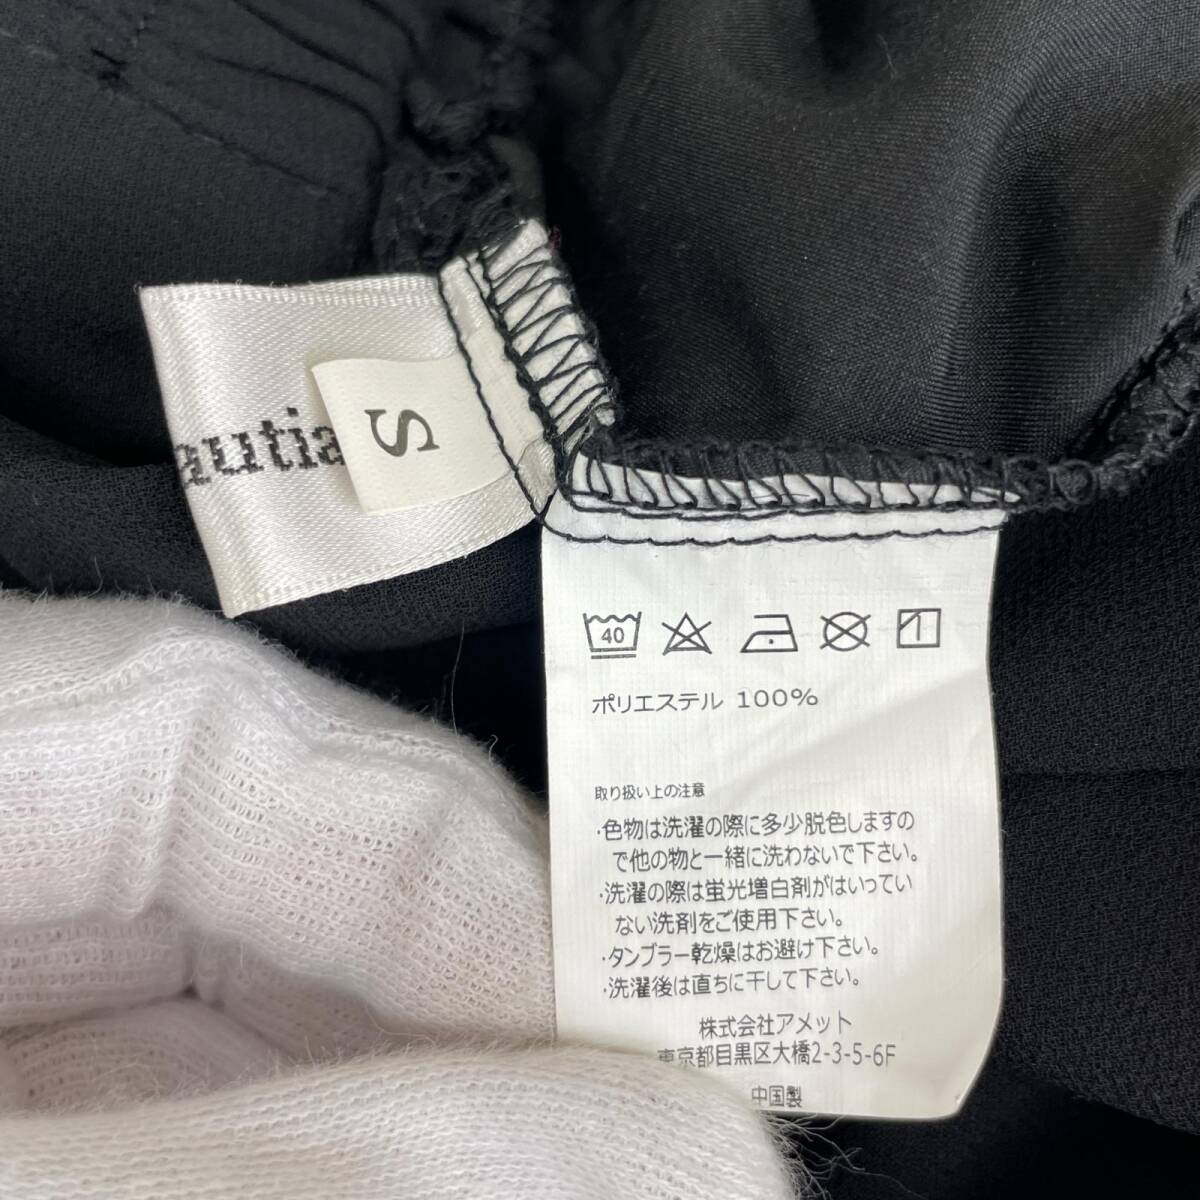 autia
S
40
ポリエステル 100%
取り扱い上の注意
・色物は洗濯の際に多少脱色しますの
で他の物と一緒に洗わないで下さい。
・洗濯の際は蛍光増白剤がはいってい
ない洗剤をご使用下さい。
・タンブラー乾燥はお避け下さい。
・洗濯後は直ちに干して下さい。
株式会社アメット
東京都目黒区大橋2-3-5-6F
中国製